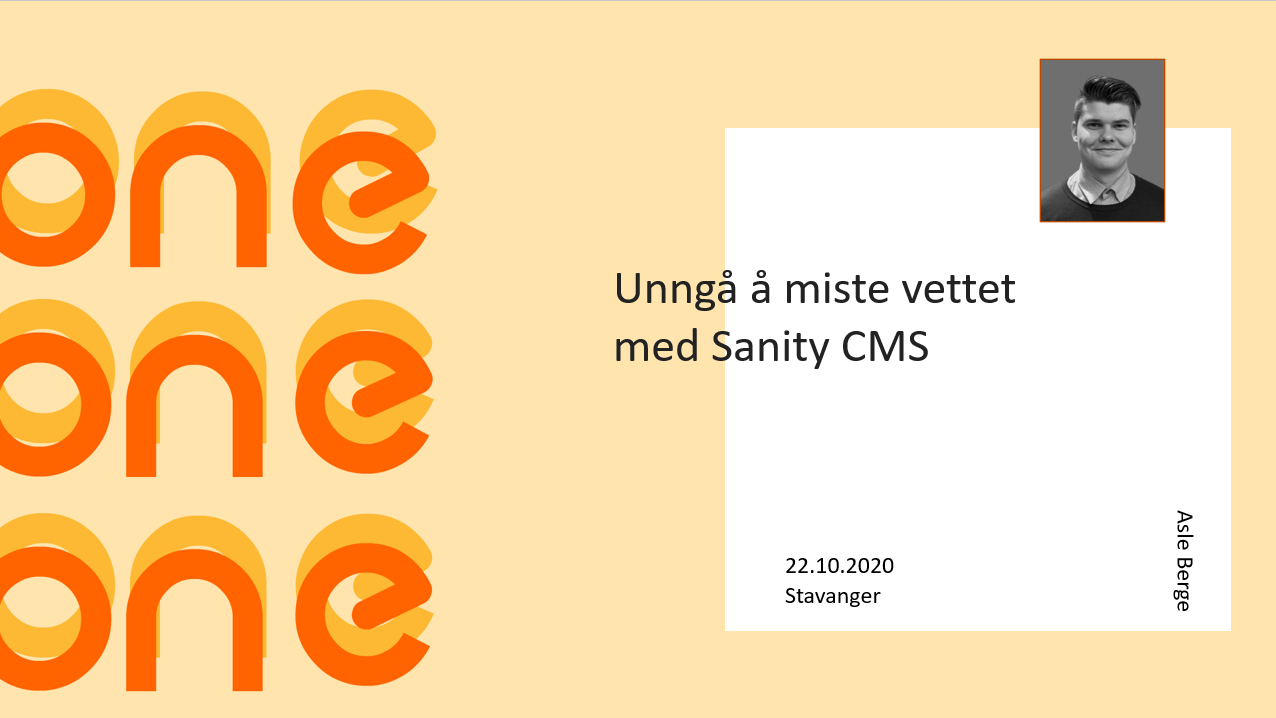 one
one
one
Unngå å miste vettet
med Sanity CMS
22.10.2020
Stavanger
Asle Berge